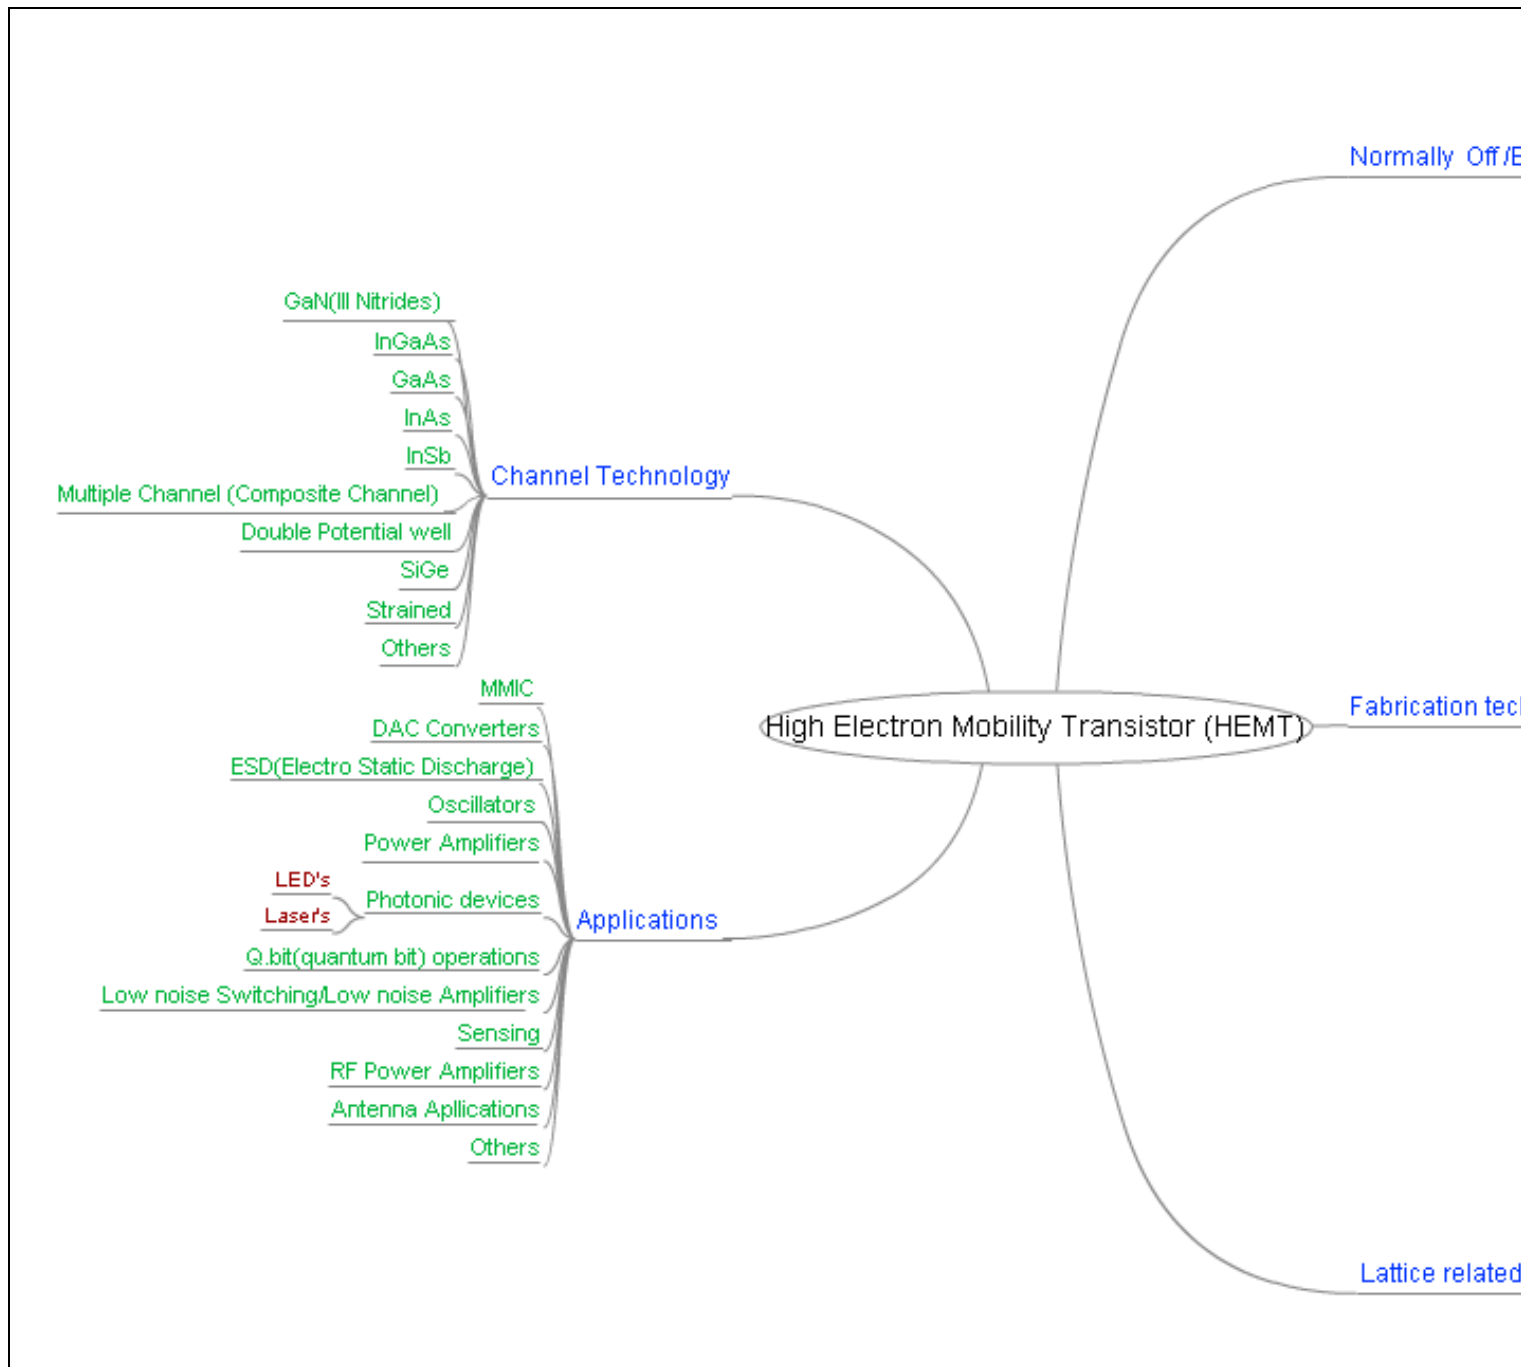 Normally Off /E
GaN(III Nitrides)
InGaAs
GaAs
InAs
InSb
Channel Technology
Multiple Channel (Composite Channel)
Double Potential well
SiGe
Strained
Others
MMIC
High Electron Mobility Transistor (HEMT)
Fabrication tec
DAC Converters
ESD(Electro Static Discharge)
Oscillators
Power Amplifiers
LED's
Photonic devices
Laser's
Applications
Q.bit(quantum bit) operations
Low noise Switching/Low noise Amplifiers
Sensing
RF Power Amplifiers
Antenna Apllications
Others
Lattice related